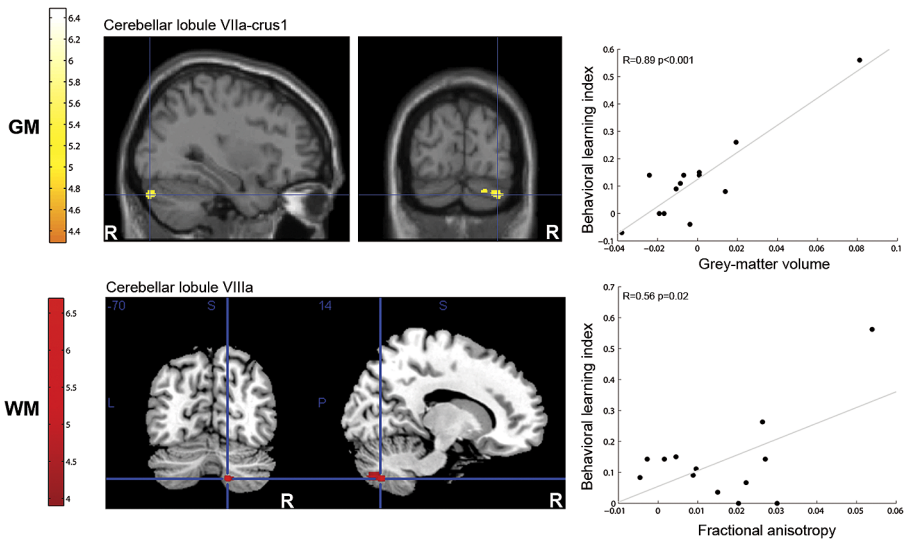 Cerebellar lobule VIIa-crus1
GM
6.4
6.2
6
5.8
5.6
5.4
5.2
5
4.8
4.6
4.4
R
R
R=0.89 p<0.001
Behavioral learning index
0.6
0.5
0.4
0.3
0.2
0.1
0
−0.1
−0.04 −0.02 0 0.02 0.04 0.06 0.08 0.1
Grey-matter volume
Cerebellar lobule VIIIa
WM
6.5
6
5.5
5
4.5
4
-70 S 14 S
L P
R R
R=0.56 p=0.02
Behavioral learning index
0.7
0.6
0.5
0.4
0.3
0.2
0.1
0
−0.01 0 0.01 0.02 0.03 0.04 0.05 0.06
Fractional anisotropy